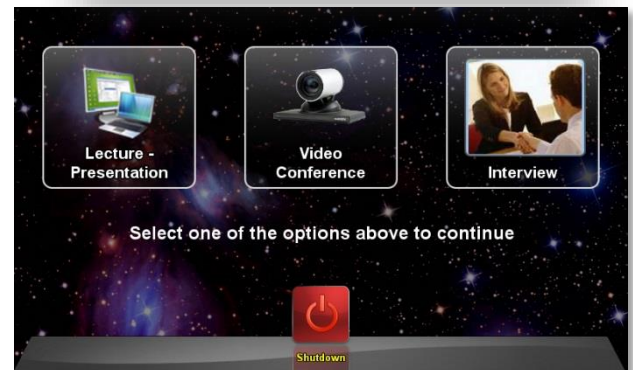 Lecture -
Presentation
Video
Conference
Interview
Select one of the options above to continue
Shutdown